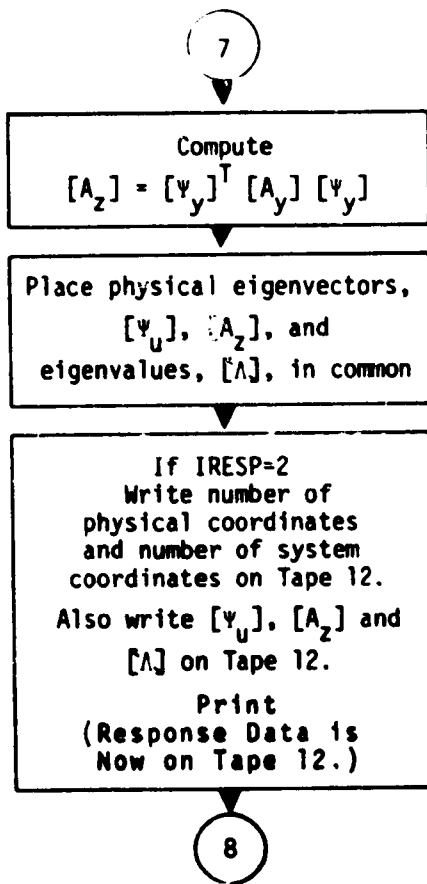 7
Compute
[A_z] = [Ψ_y]^T [A_y] [Ψ_y]
Place physical eigenvectors,
[Ψ_u], [A_z], and
eigenvalues, [Λ], in common
If IRESP=2
Write number of
physical coordinates
and number of system
coordinates on Tape 12.
Also write [Ψ_u], [A_z] and
[Λ] on Tape 12.
Print
(Response Data is
Now on Tape 12.)
8